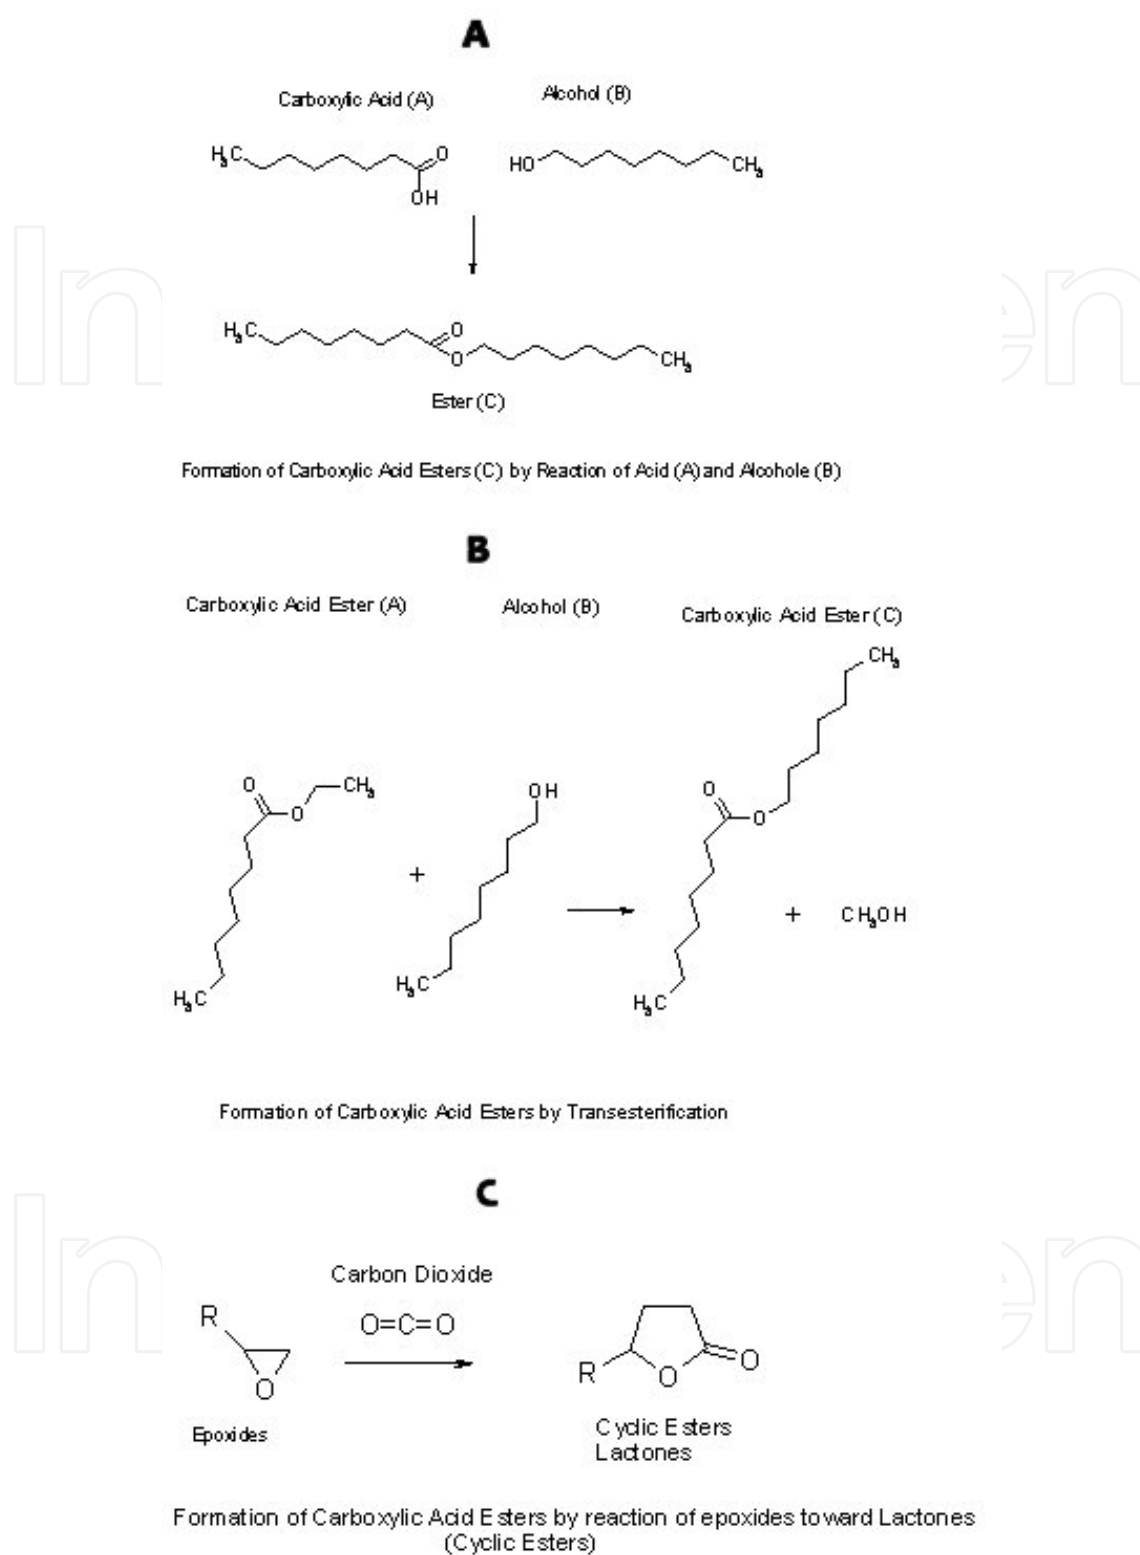 A
Carboxylic Acid (A)
Alcohol (B)
H3C
O
OH
HO
CH3
H3C
O
O
CH3
Ester (C)
Formation of Carboxylic Acid Esters (C) by Reaction of Acid (A) and Alcohole (B)
B
Carboxylic Acid Ester (A)
Alcohol (B)
Carboxylic Acid Ester (C)
CH3
O
O
CH3
OH
O
O
+
+
CH3OH
H3C
H3C
H3C
Formation of Carboxylic Acid Esters by Transesterification
C
Carbon Dioxide
R
O=C=O
O
R
O
O
Epoxides
Cyclic Esters
Lactones
Formation of Carboxylic Acid Esters by reaction of epoxides toward Lactones
(Cyclic Esters)